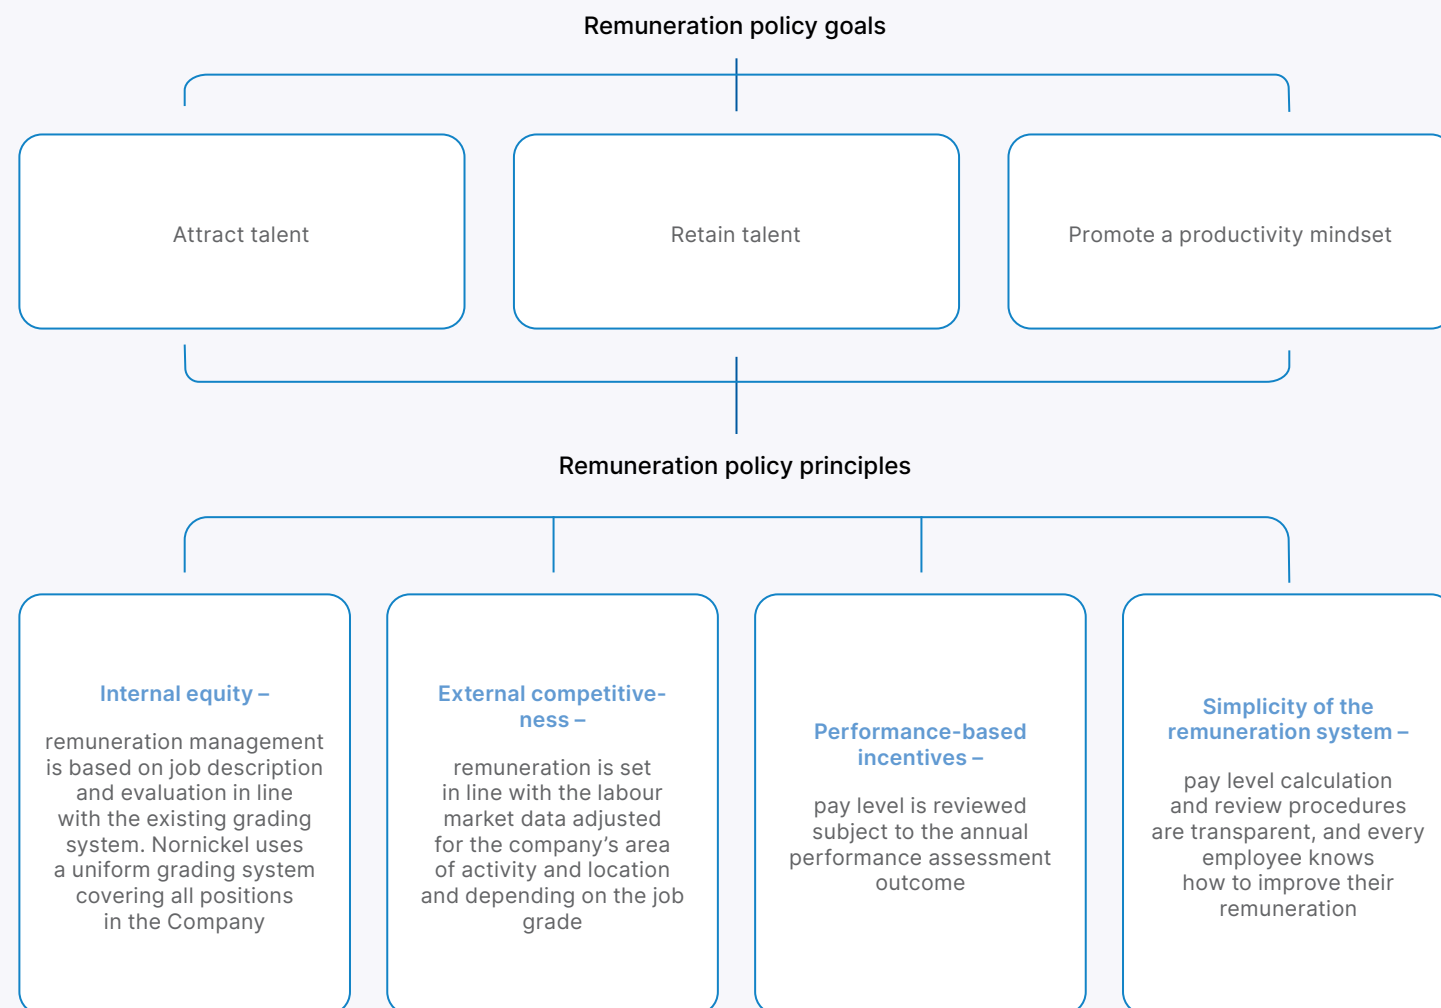 Remuneration policy goals
Attract talent
Retain talent
Promote a productivity mindset
Remuneration policy principles
Internal equity –
remuneration management
is based on job description
and evaluation in line
with the existing grading
system. Nornickel uses
a uniform grading system
covering all positions
in the Company
External competitive-
ness –
remuneration is set
in line with the labour
market data adjusted
for the company’s area
of activity and location
and depending on the job
grade
Performance-based
incentives –
pay level is reviewed
subject to the annual
performance assessment
outcome
Simplicity of the
remuneration system –
pay level calculation
and review procedures
are transparent, and every
employee knows
how to improve their
remuneration